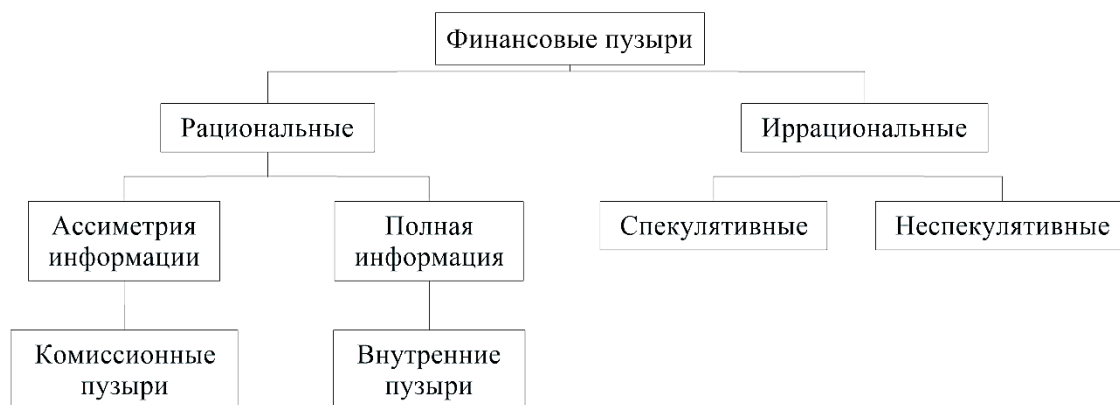 Финансовые пузыри
Рациональные
Иррациональные
Ассиметрия
информации
Полная
информация
Спекулятивные
Неспекулятивные
Комиссионные
пузыри
Внутренние
пузыри